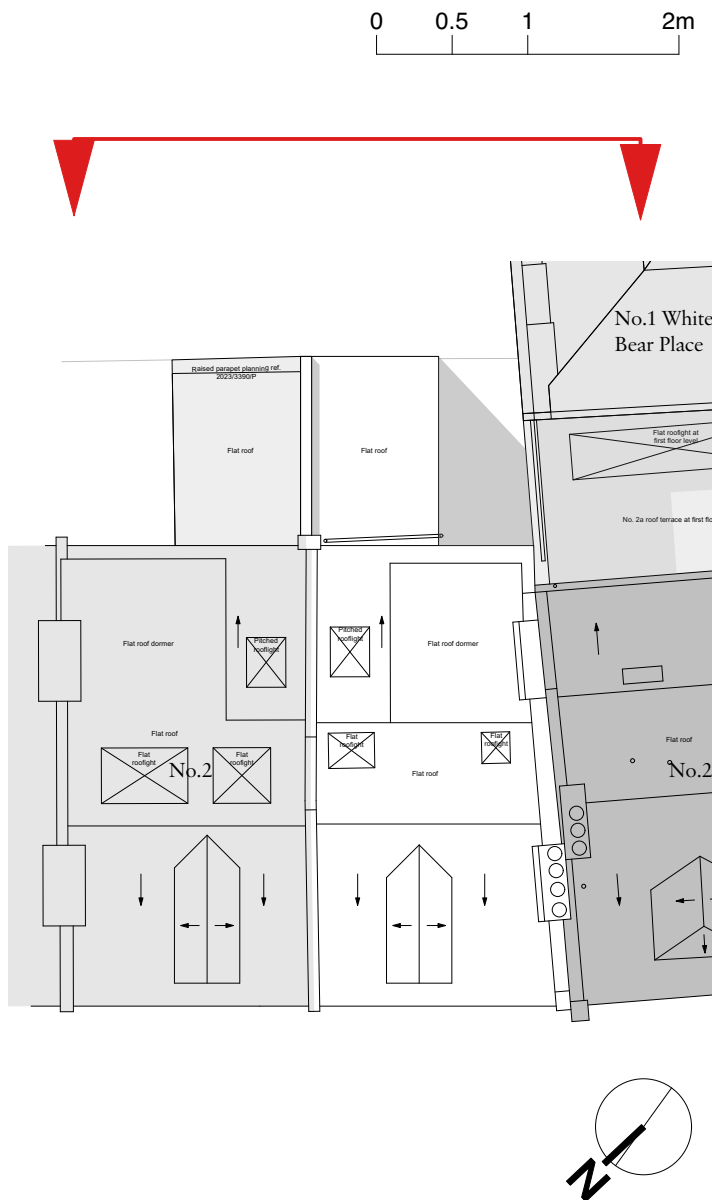 0 0.5 1 2m
No.1 White
Bear Place
Raised parapet planning ref.
2023/3390/P
Flat roof
Flat roof
Flat rooflight at
first floor level
No. 2a roof terrace at first flo
Flat roof dormer
Pitched
rooflight
Pitched
rooflight
Flat roof dormer
Flat roof
Flat
rooflight
Flat
rooflight
No.2
Flat
rooflight
Flat
rooflight
Flat roof
Flat roof
No.2
N